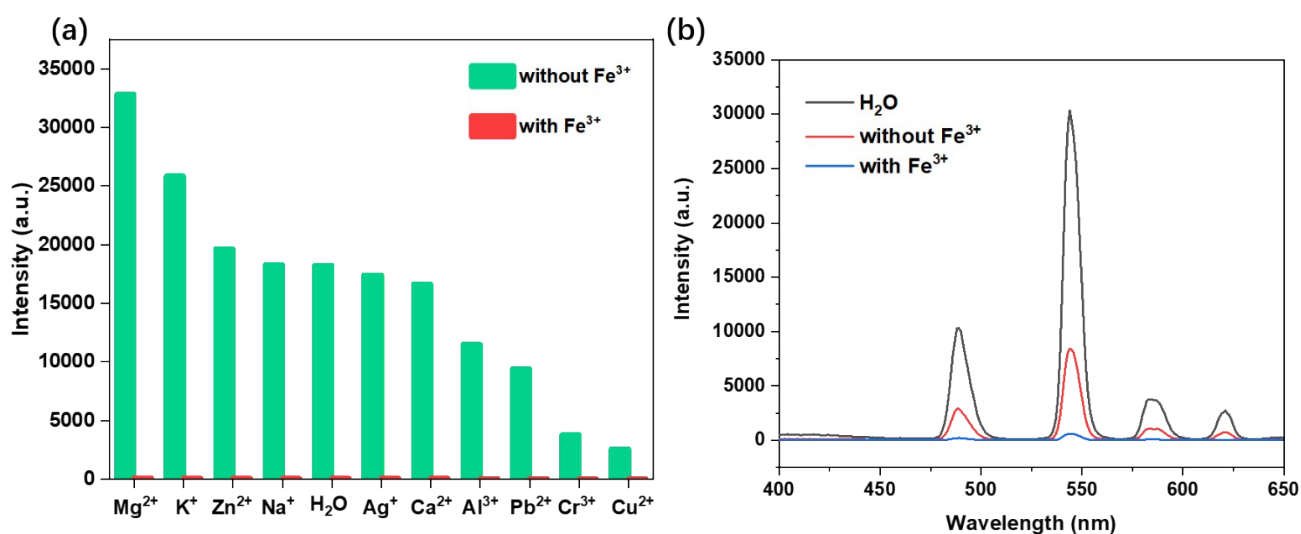 (a)
35000
30000
25000
20000
15000
10000
5000
0
Intensity (a.u.)
without Fe³⁺
with Fe³⁺
Mg²⁺ K⁺ Zn²⁺ Na⁺ H₂O Ag⁺ Ca²⁺ Al³⁺ Pb²⁺ Cr³⁺ Cu²⁺
(b)
35000
30000
25000
20000
15000
10000
5000
0
Intensity (a.u.)
H₂O
without Fe³⁺
with Fe³⁺
400 450 500 550 600 650
Wavelength (nm)